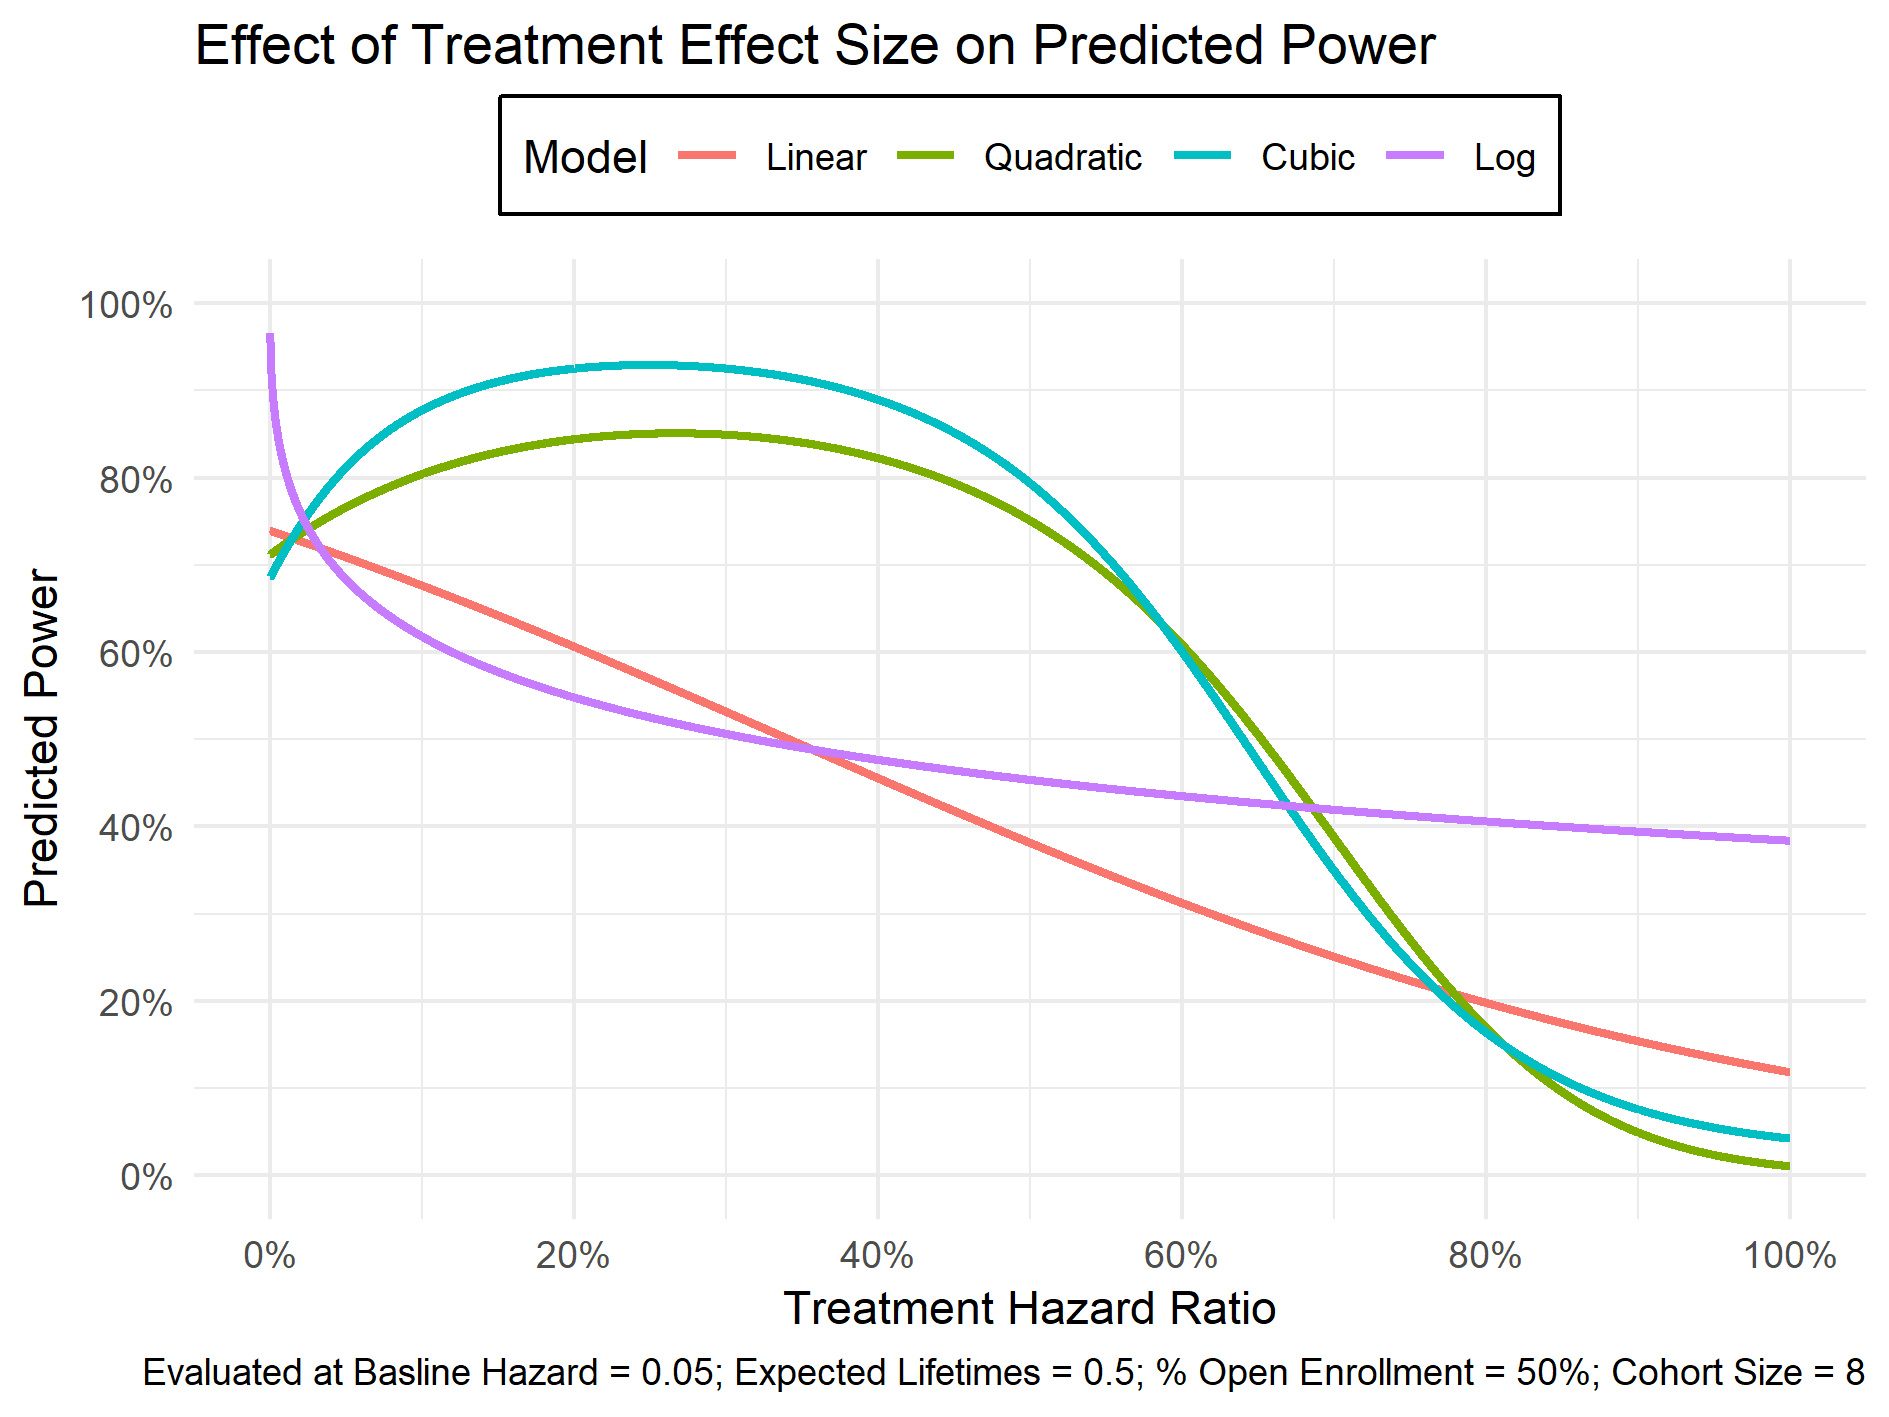 Effect of Treatment Effect Size on Predicted Power
Model Linear Quadratic Cubic Log
Predicted Power
100%
80%
60%
40%
20%
0%
0% 20% 40% 60% 80% 100%
Treatment Hazard Ratio
Evaluated at Basline Hazard = 0.05; Expected Lifetimes = 0.5; % Open Enrollment = 50%; Cohort Size = 8